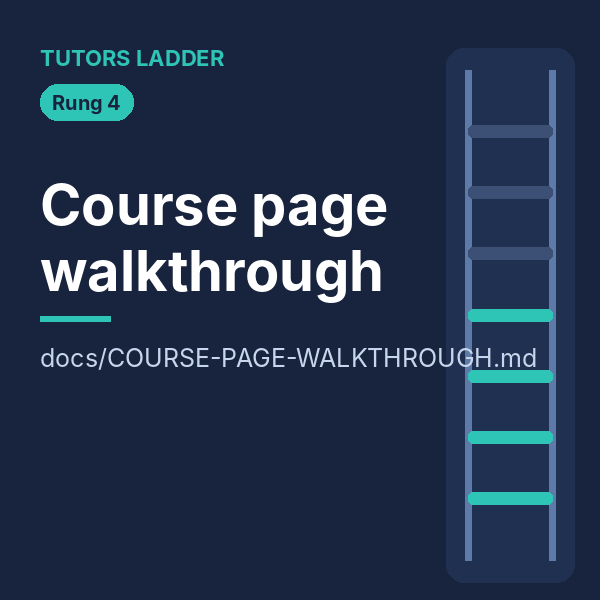 TUTORS LADDER
Rung 4
Course page
walkthrough
docs/COURSE-PAGE-WALKTHROUGH.md